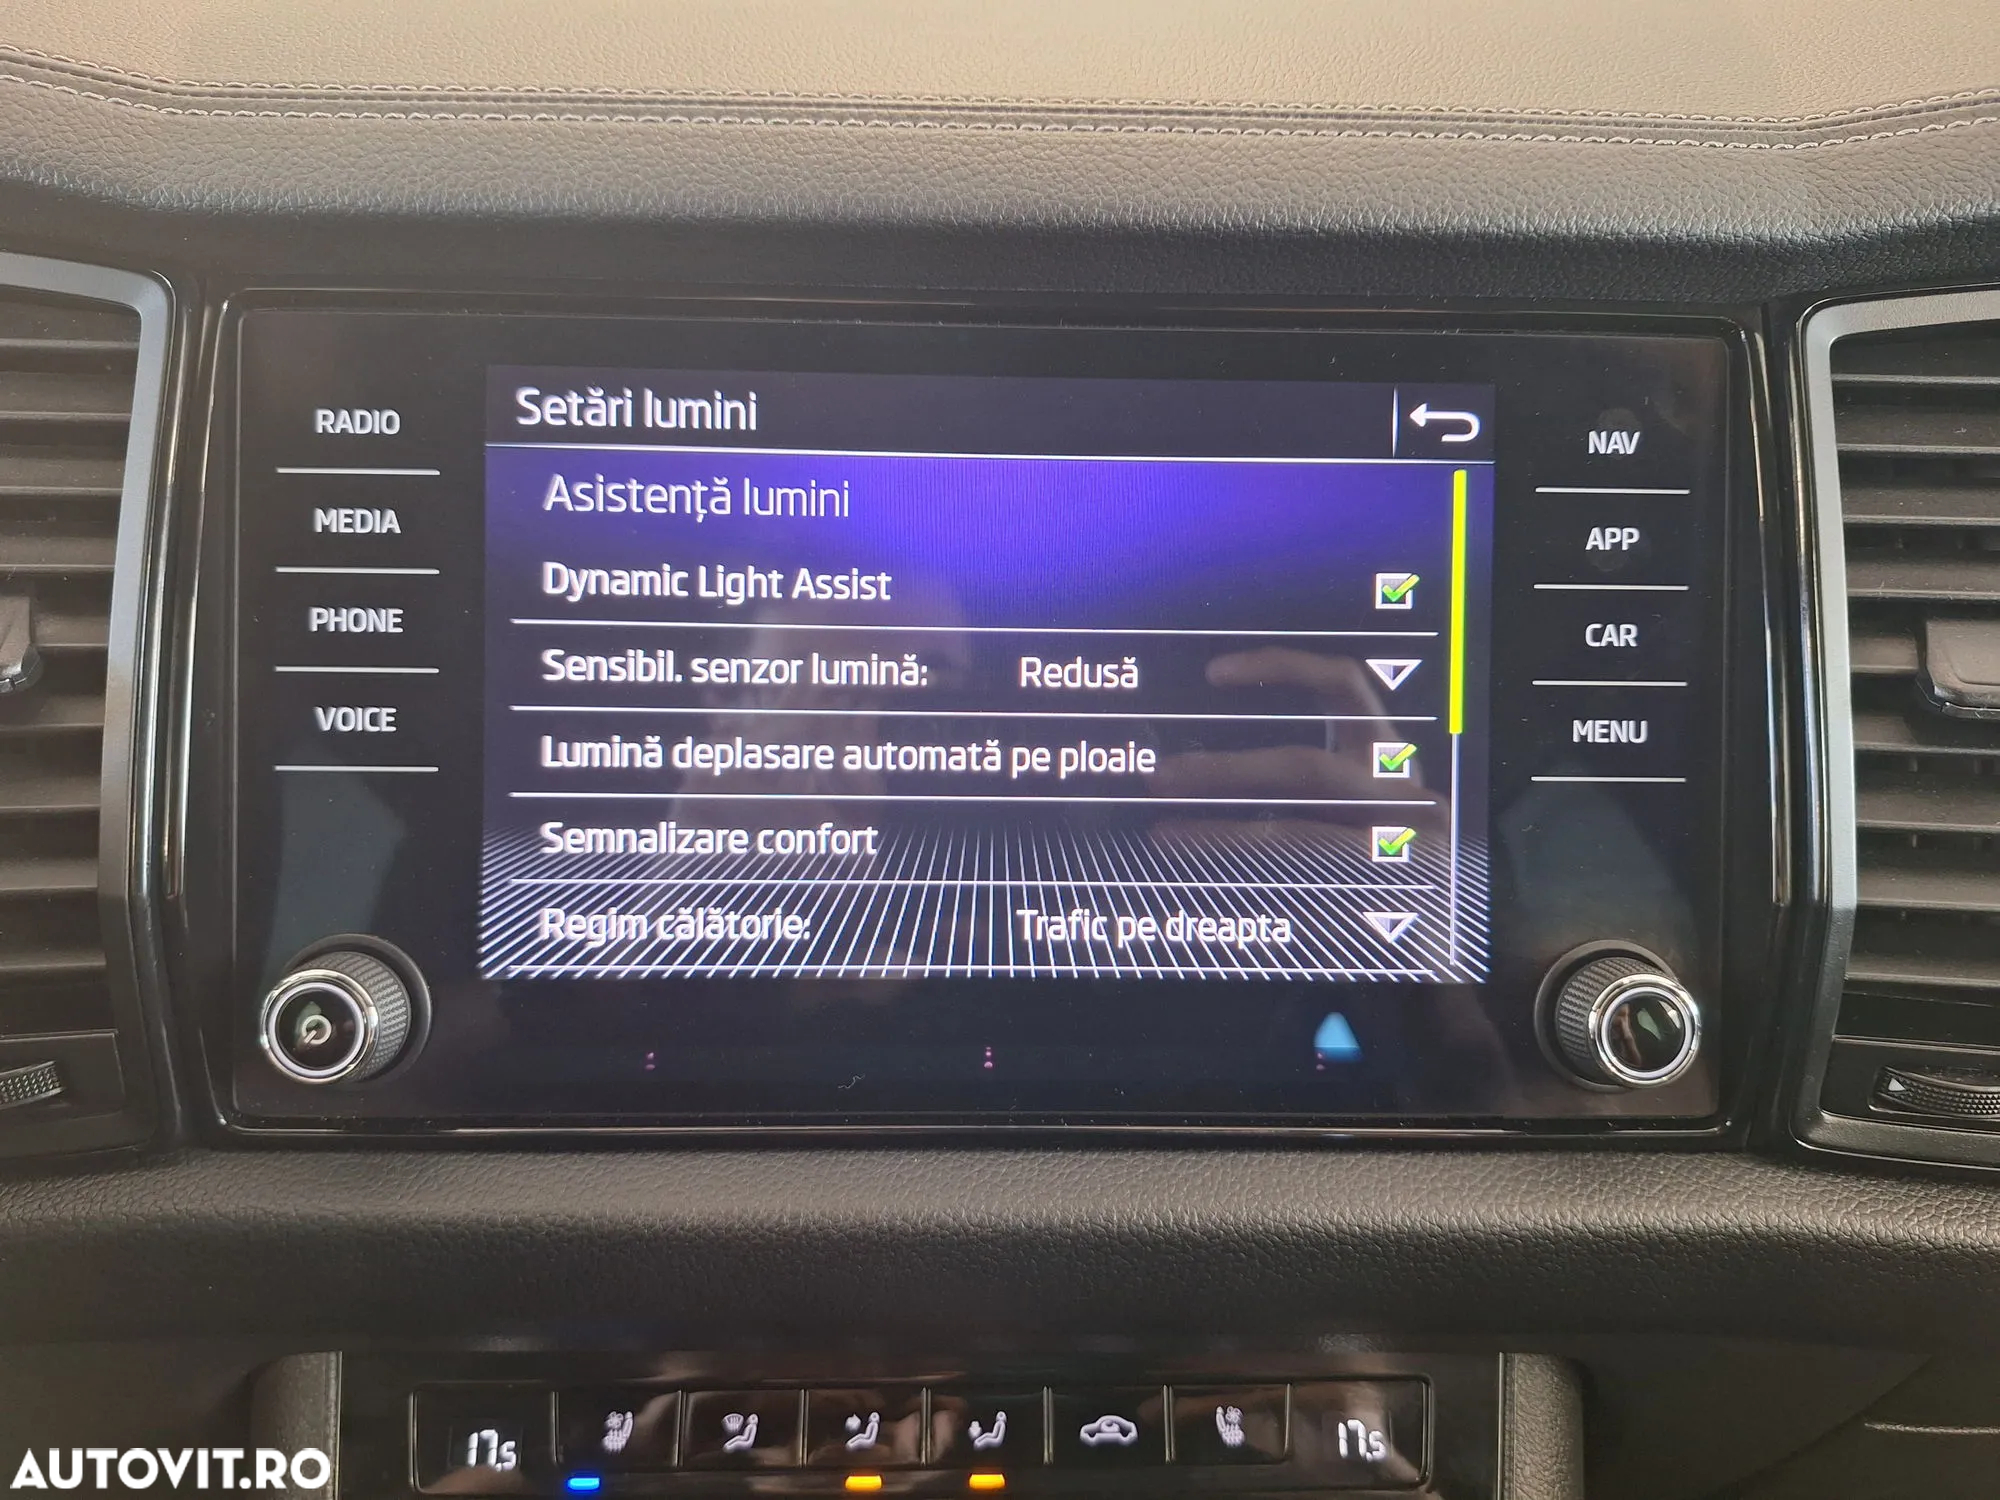 Setări lumini
RADIO
MEDIA
PHONE
VOICE
Asistență lumini
Dynamic Light Assist
Sensibil. senzor lumină: Redusă
Lumină deplasare automată pe ploaie
Semnalizare confort
Regim călătorie: Trafic pe dreapta
NAV
APP
CAR
MENU
17.5
17.5
AUTOVIT.RO